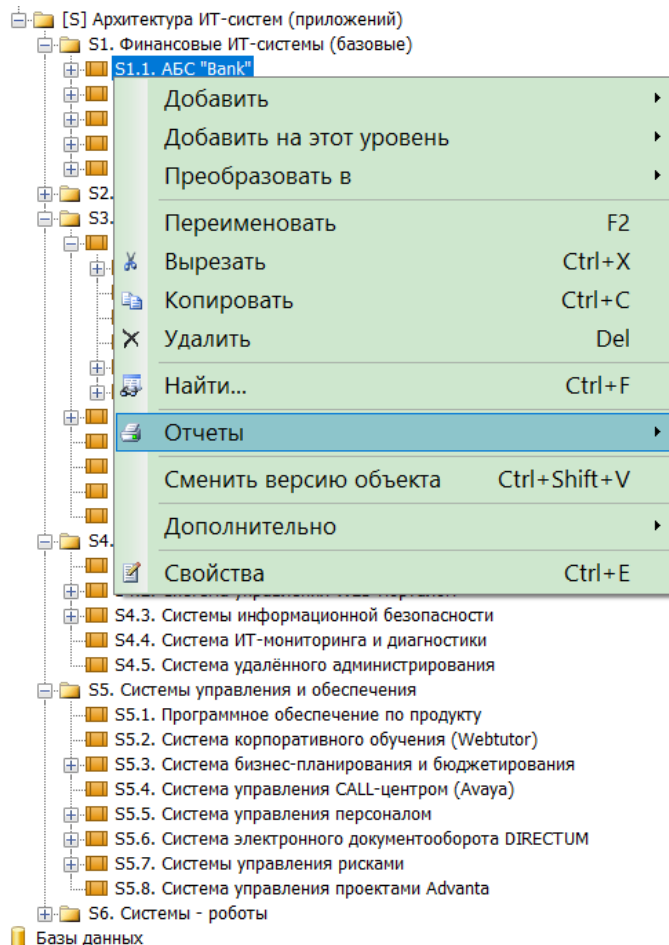 [S] Архитектура ИТ-систем (приложений)
S1. Финансовые ИТ-системы (базовые)
S1.1. АБС "Bank"
Добавить
Добавить на этот уровень
Преобразовать в
S2.
S3.
Переименовать F2
Вырезать Ctrl+X
Копировать Ctrl+C
Удалить Del
Найти... Ctrl+F
Отчеты
Сменить версию объекта Ctrl+Shift+V
Дополнительно
S4.
Свойства Ctrl+E
S4.3. Системы информационной безопасности
S4.4. Система ИТ-мониторинга и диагностики
S4.5. Система удалённого администрирования
S5. Системы управления и обеспечения
S5.1. Программное обеспечение по продукту
S5.2. Система корпоративного обучения (Webtutor)
S5.3. Система бизнес-планирования и бюджетирования
S5.4. Система управления CALL-центром (Avaya)
S5.5. Система управления персоналом
S5.6. Система электронного документооборота DIRECTUM
S5.7. Системы управления рисками
S5.8. Система управления проектами Advanta
S6. Системы - роботы
Базы данных